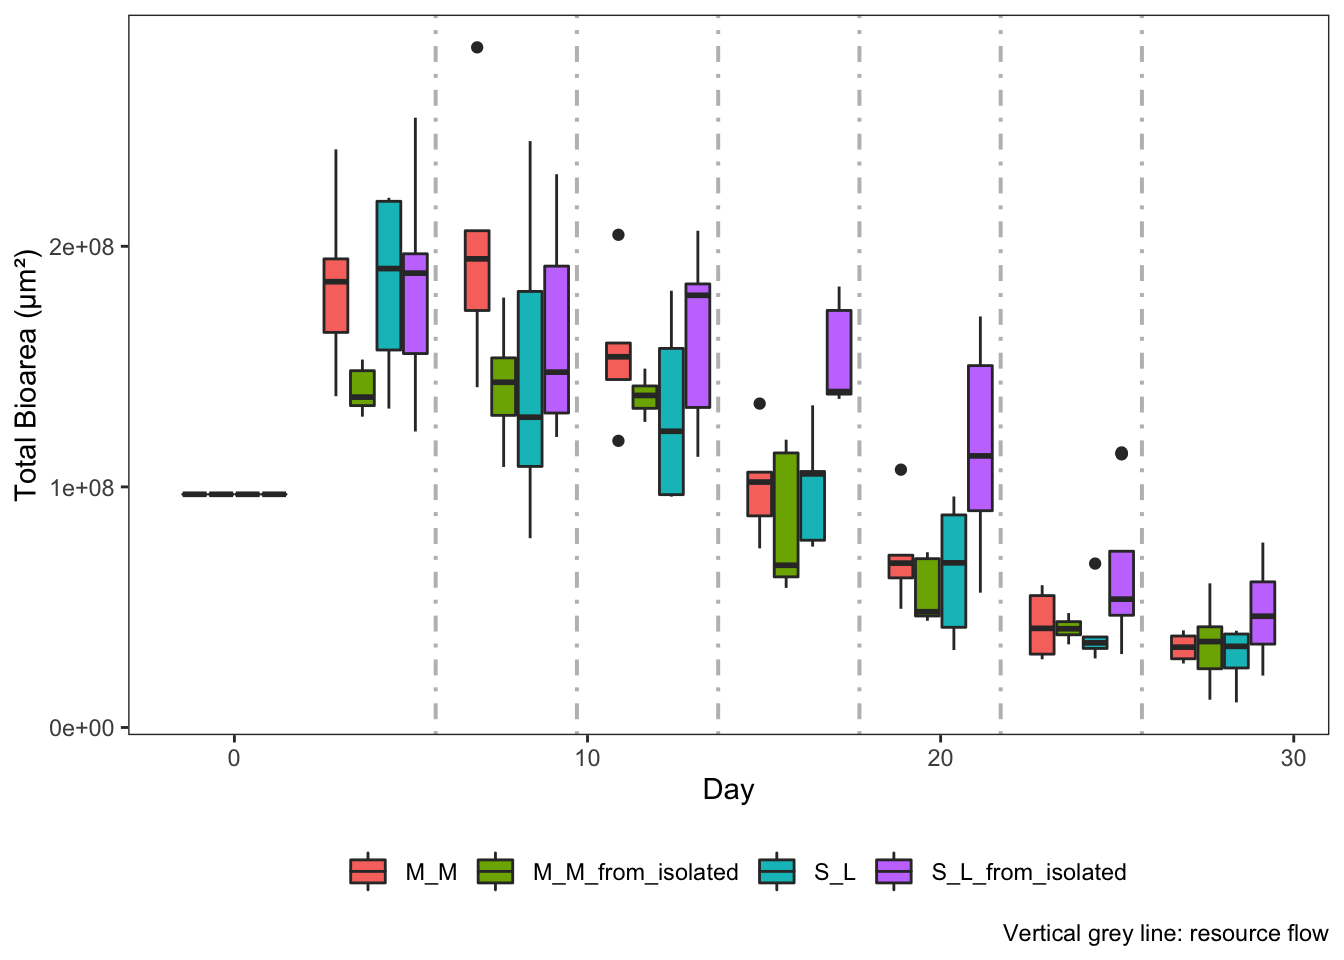 Total Bioarea (µm²)
2e+08
1e+08
0e+00
0 10 20 30
Day
M_M M_M_from_isolated S_L S_L_from_isolated
Vertical grey line: resource flow